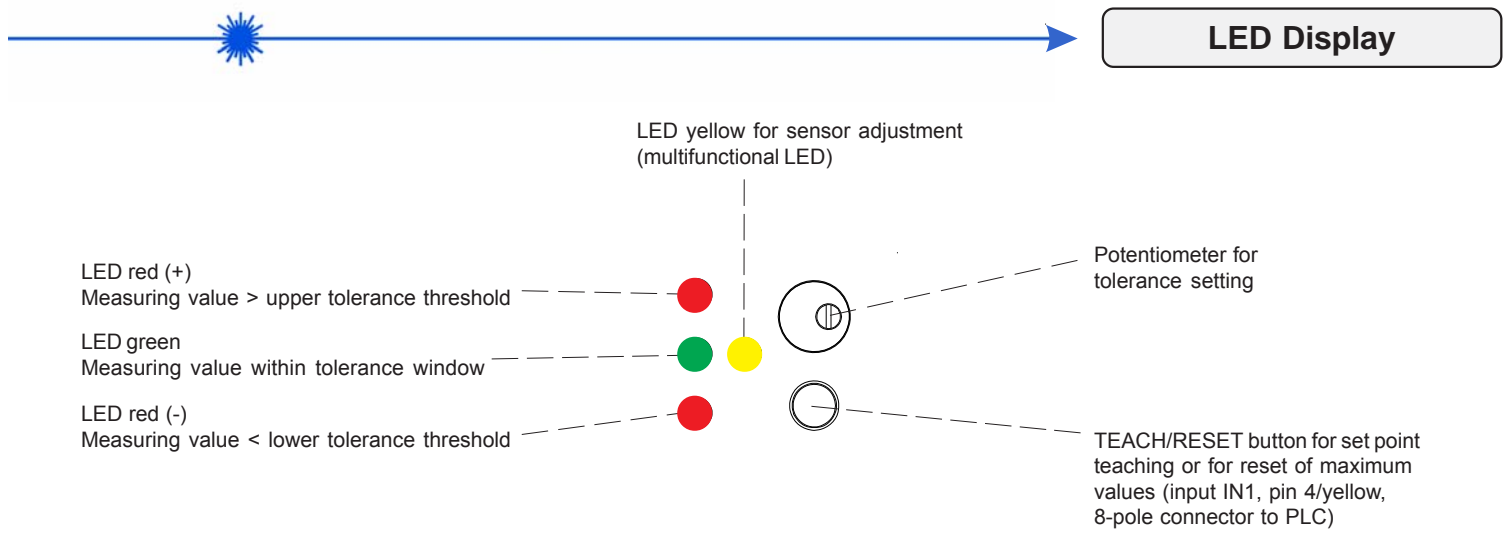 LED Display
LED yellow for sensor adjustment
(multifunctional LED)
LED red (+)
Measuring value > upper tolerance threshold
LED green
Measuring value within tolerance window
LED red (-)
Measuring value < lower tolerance threshold
Potentiometer for
tolerance setting
TEACH/RESET button for set point
teaching or for reset of maximum
values (input IN1, pin 4/yellow,
8-pole connector to PLC)